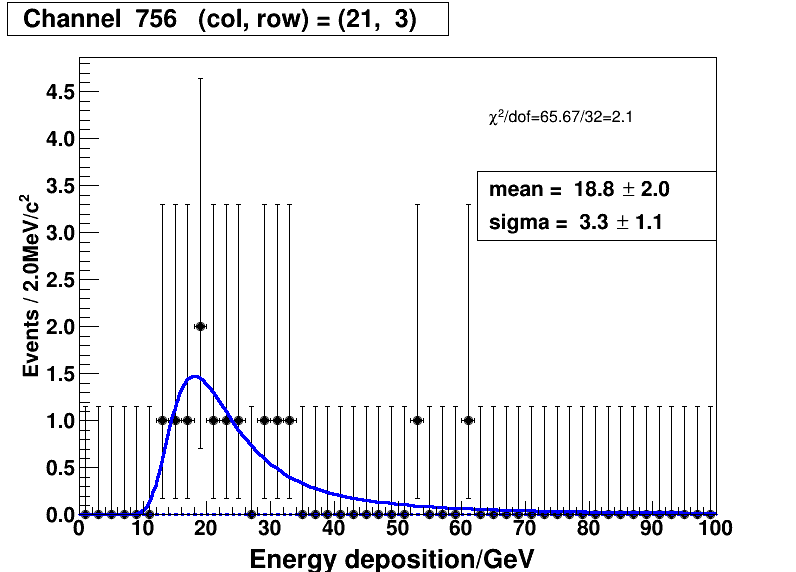 Channel 756 (col, row) = (21, 3)
χ²/dof=65.67/32=2.1
mean = 18.8 ± 2.0
sigma = 3.3 ± 1.1
Events / 2.0MeV/c²
4.5
4.0
3.5
3.0
2.5
2.0
1.5
1.0
0.5
0.0
0 10 20 30 40 50 60 70 80 90 100
Energy deposition/GeV